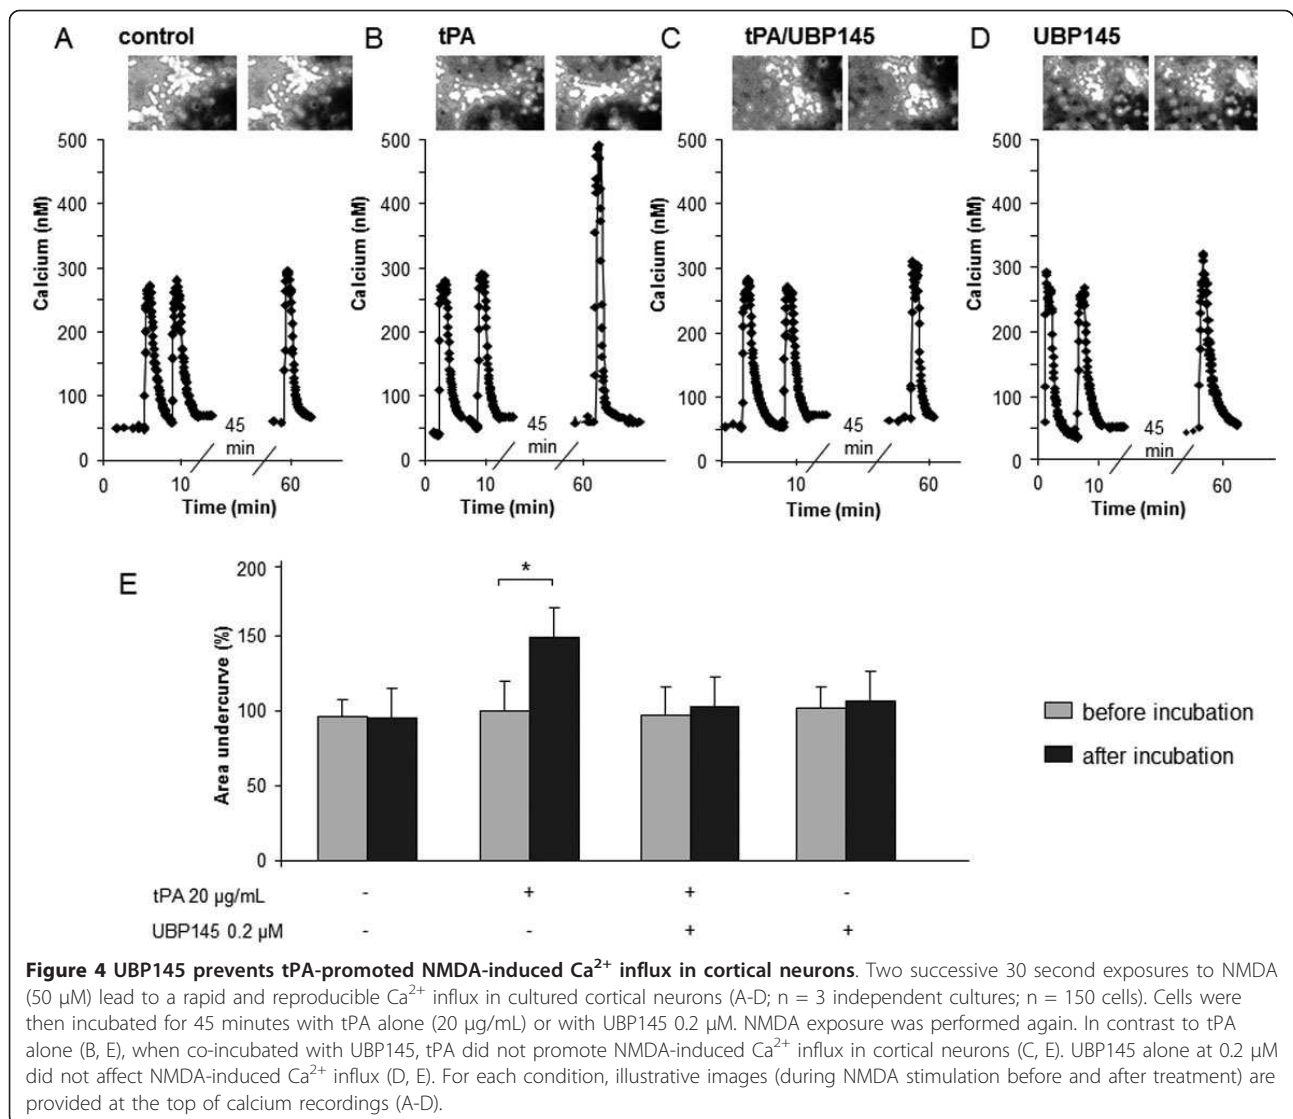 A control
B tPA
C tPA/UBP145
D UBP145
500
400
300
200
100
0
Calcium (nM)
0
10
45
min
60
Time (min)
500
400
300
200
100
0
Calcium (nM)
0
10
45
min
60
Time (min)
500
400
300
200
100
0
Calcium (nM)
10
45
min
60
Time (min)
500
400
300
200
100
0
Calcium (nM)
0
10
45
min
60
Time (min)
E
200
150
100
50
0
Area undercurve (%)
*
before incubation
after incubation
tPA 20 µg/mL - + + -
UBP145 0.2 µM - - + +
Figure 4 UBP145 prevents tPA-promoted NMDA-induced Ca2+ influx in cortical neurons. Two successive 30 second exposures to NMDA
(50 µM) lead to a rapid and reproducible Ca2+ influx in cultured cortical neurons (A-D; n = 3 independent cultures; n = 150 cells). Cells were
then incubated for 45 minutes with tPA alone (20 µg/mL) or with UBP145 0.2 µM. NMDA exposure was performed again. In contrast to tPA
alone (B, E), when co-incubated with UBP145, tPA did not promote NMDA-induced Ca2+ influx in cortical neurons (C, E). UBP145 alone at 0.2 µM
did not affect NMDA-induced Ca2+ influx (D, E). For each condition, illustrative images (during NMDA stimulation before and after treatment) are
provided at the top of calcium recordings (A-D).